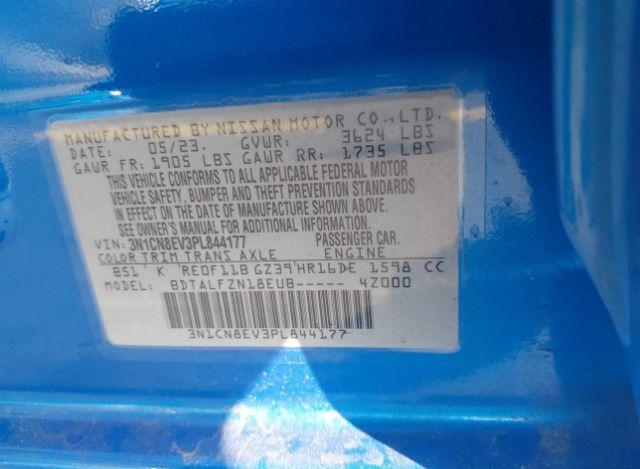 MANUFACTURED BY NISSAN MOTOR CO., LTD.
DATE: 05/23. GVWR: 3624 LBS
GAWR FR: 1905 LBS GAWR RR: 1735 LBS
THIS VEHICLE CONFORMS TO ALL APPLICABLE FEDERAL MOTOR
VEHICLE SAFETY, BUMPER AND THEFT PREVENTION STANDARDS
IN EFFECT ON THE DATE OF MANUFACTURE SHOWN ABOVE.
SEE OWNER'S MANUAL FOR ADDITIONAL INFORMATION.
VIN: 3N1CN8EV3PL844177 PASSENGER CAR.
COLOR TRIM TRANS AXLE ENGINE
B51 K RE0F11B GZ39 HR16DE 1598 CC
MODEL: BDTALFZN18EUB----- 42000
3N1CN8EV3PL844177